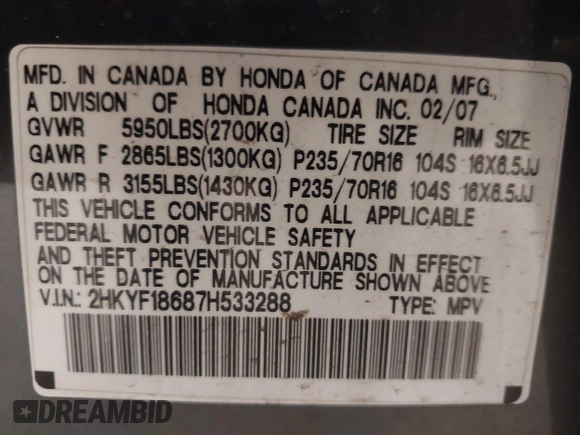 MFD. IN CANADA BY HONDA OF CANADA MFG.,
A DIVISION OF HONDA CANADA INC. 02/07
GVWR 5950LBS(2700KG) TIRE SIZE RIM SIZE
GAWR F 2865LBS(1300KG) P235/70R16 104S 16X6.5JJ
GAWR R 3155LBS(1430KG) P235/70R16 104S 16X6.5JJ
THIS VEHICLE CONFORMS TO ALL APPLICABLE
FEDERAL MOTOR VEHICLE SAFETY
AND THEFT PREVENTION STANDARDS IN EFFECT
ON THE DATE OF MANUFACTURE SHOWN ABOVE
V.I.N.: 2HKYF18687H533288 TYPE: MPV
DREAMBID